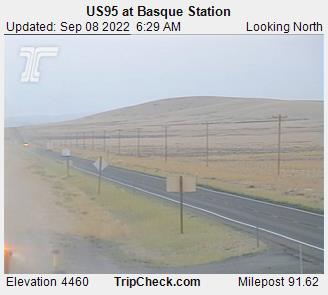 US95 at Basque Station
Updated: Sep 08 2022 6:29 AM Looking North
Elevation 4460 TripCheck.com Milepost 91.62